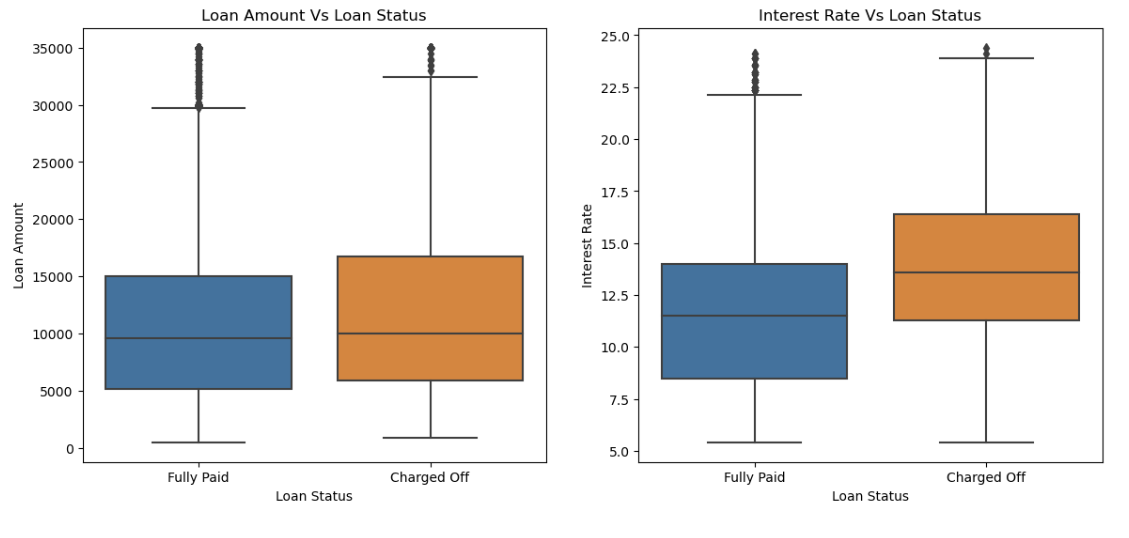 Loan Amount Vs Loan Status
35000
30000
25000
20000
15000
10000
5000
0
Loan Amount
Fully Paid
Charged Off
Loan Status
Interest Rate Vs Loan Status
25.0
22.5
20.0
17.5
15.0
12.5
10.0
7.5
5.0
Interest Rate
Fully Paid
Charged Off
Loan Status